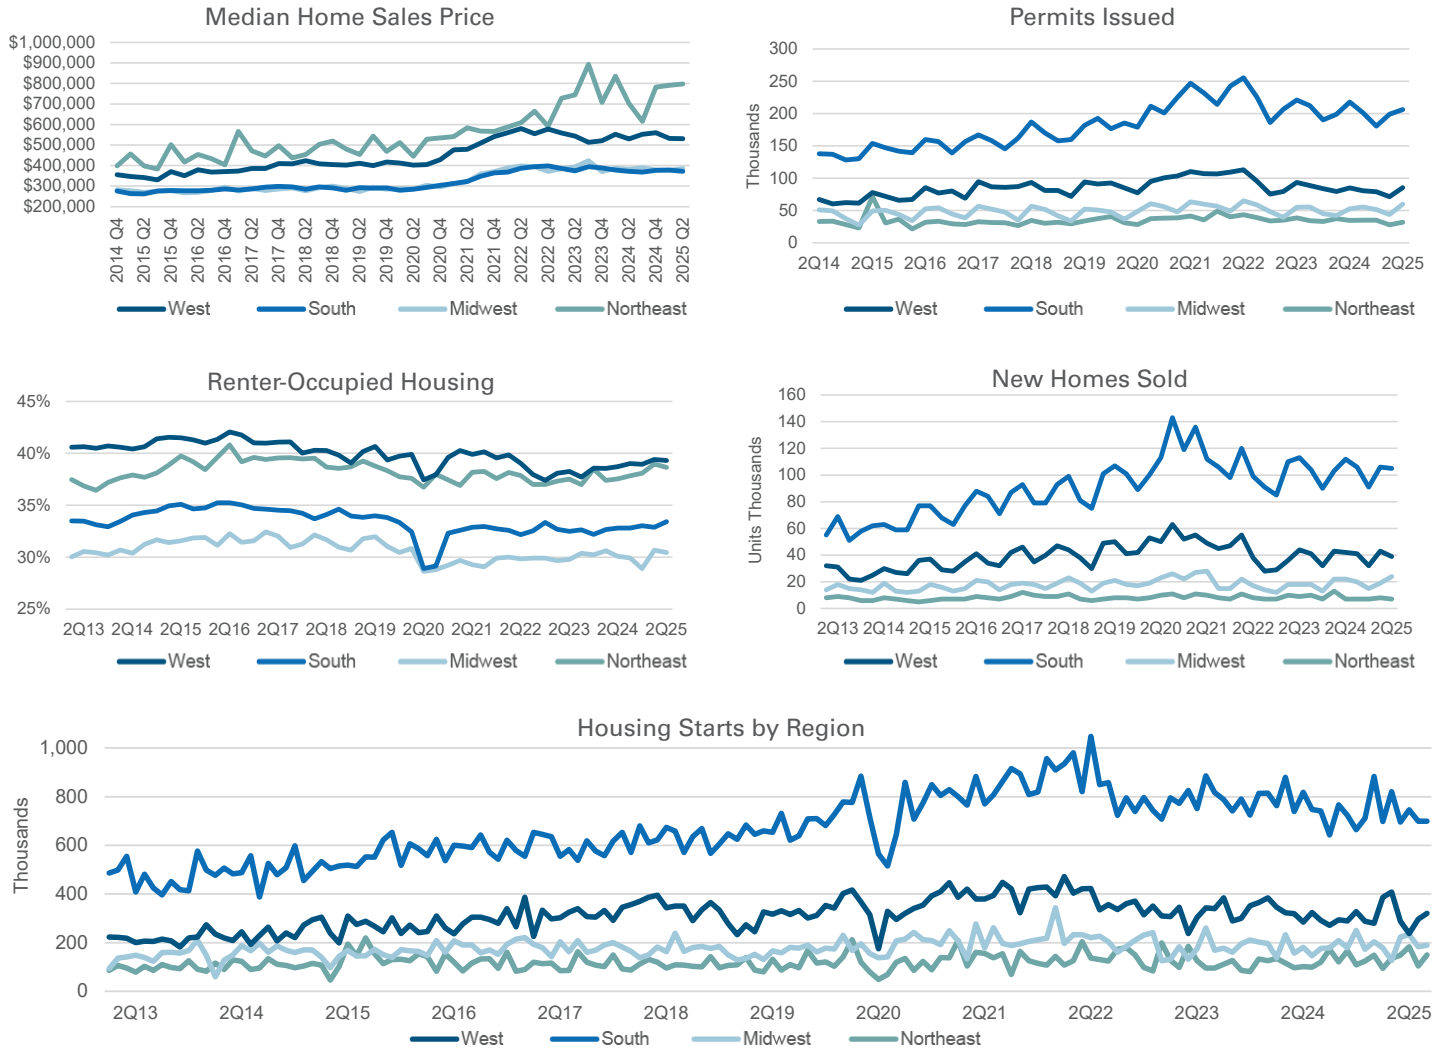 Median Home Sales Price
$1,000,000
$900,000
$800,000
$700,000
$600,000
$500,000
$400,000
$300,000
$200,000
2014 Q4
2015 Q2
2015 Q4
2016 Q2
2016 Q4
2017 Q2
2017 Q4
2018 Q2
2018 Q4
2019 Q2
2019 Q4
2020 Q2
2020 Q4
2021 Q2
2021 Q4
2022 Q2
2022 Q4
2023 Q2
2023 Q4
2024 Q2
2024 Q4
2025 Q2
West South Midwest Northeast
Permits Issued
Thousands
300
250
200
150
100
50
0
2Q14 2Q15 2Q16 2Q17 2Q18 2Q19 2Q20 2Q21 2Q22 2Q23 2Q24 2Q25
West South Midwest Northeast
Renter-Occupied Housing
45%
40%
35%
30%
25%
2Q13 2Q14 2Q15 2Q16 2Q17 2Q18 2Q19 2Q20 2Q21 2Q22 2Q23 2Q24 2Q25
West South Midwest Northeast
New Homes Sold
Units Thousands
160
140
120
100
80
60
40
20
0
2Q13 2Q14 2Q15 2Q16 2Q17 2Q18 2Q19 2Q20 2Q21 2Q22 2Q23 2Q24 2Q25
West South Midwest Northeast
Housing Starts by Region
Thousands
1,000
800
600
400
200
0
2Q13 2Q14 2Q15 2Q16 2Q17 2Q18 2Q19 2Q20 2Q21 2Q22 2Q23 2Q24 2Q25
West South Midwest Northeast